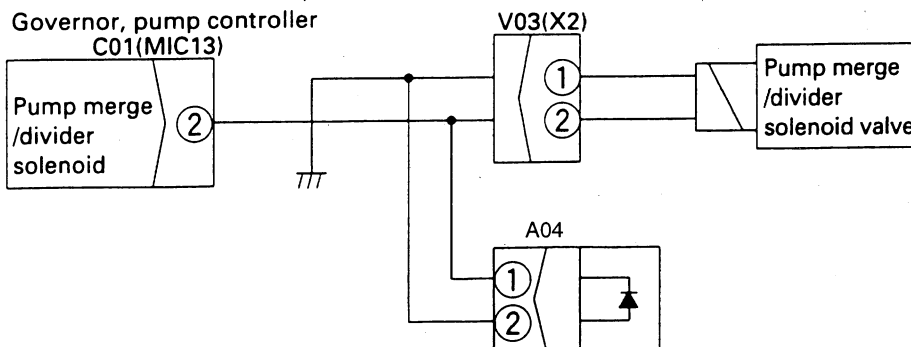 Governor, pump controller
C01(MIC13)
Pump merge
/divider
solenoid
2
V03(X2)
1
2
Pump merge
/divider
solenoid valve
A04
1
2